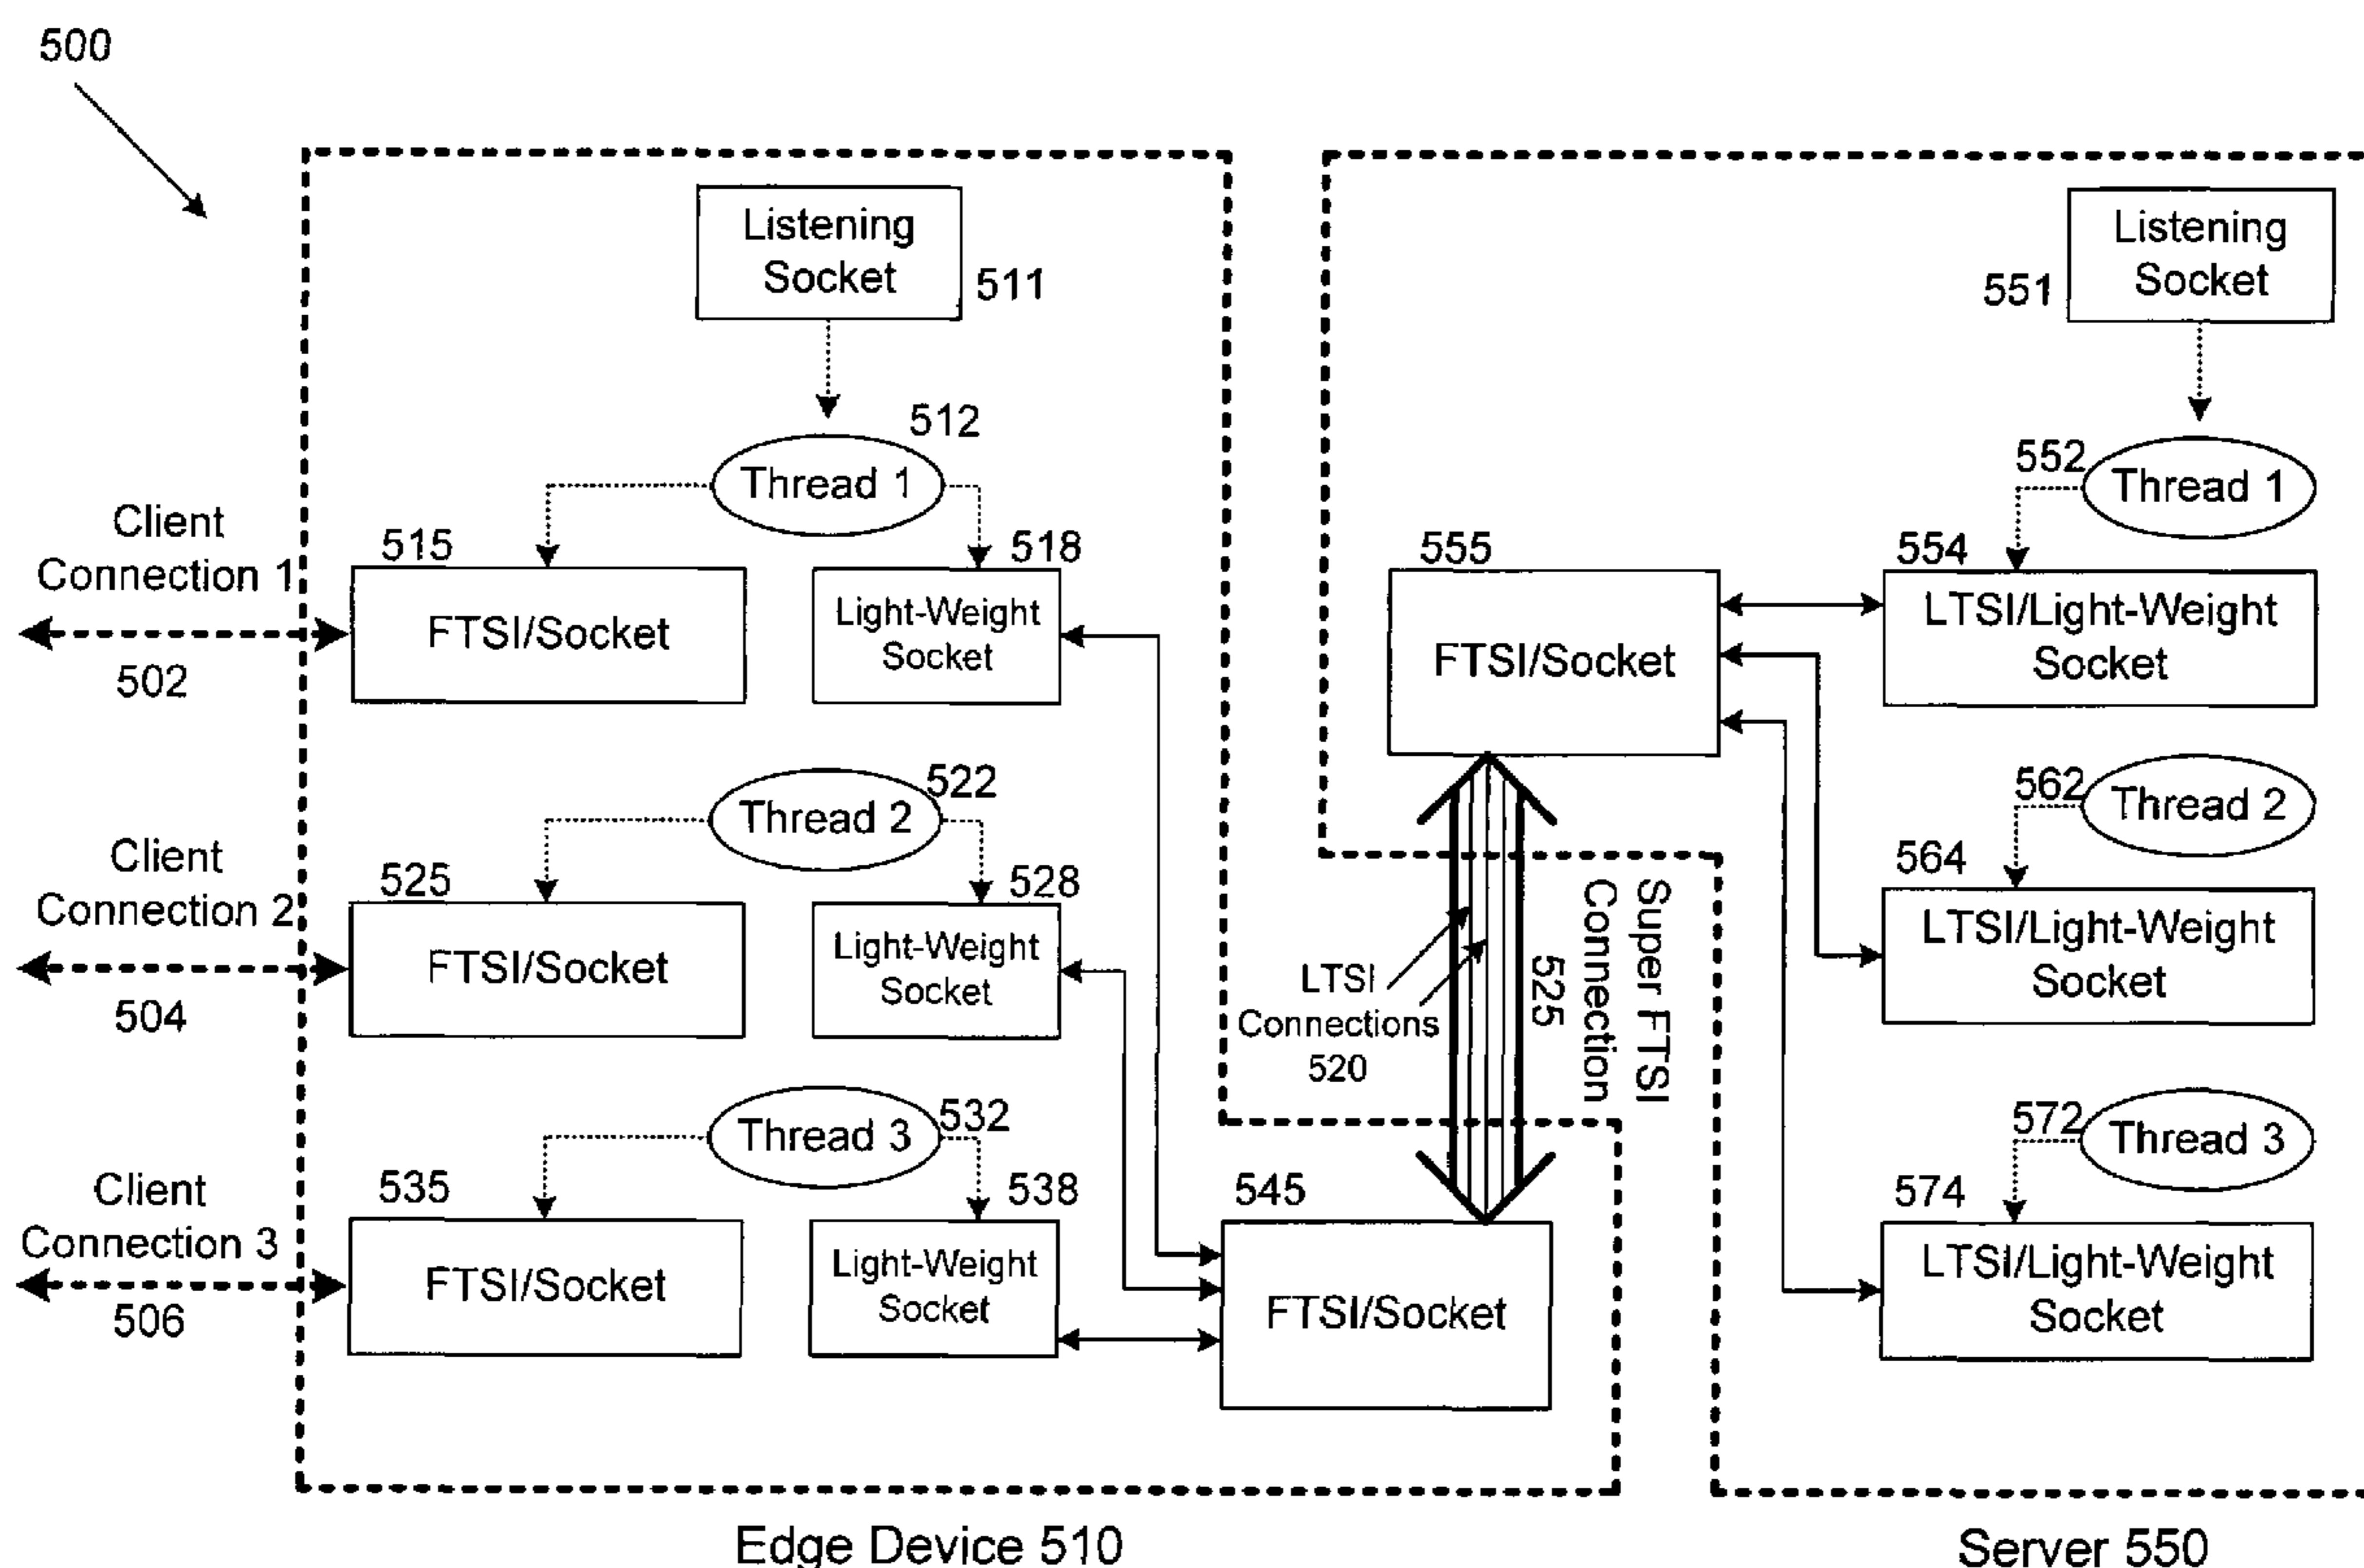 500
Listening
Socket
511
512
Thread 1
Client
Connection 1
502
515
FTSI/Socket
518
Light-Weight
Socket
522
Thread 2
Client
Connection 2
504
525
FTSI/Socket
528
Light-Weight
Socket
532
Thread 3
Client
Connection 3
506
535
FTSI/Socket
538
Light-Weight
Socket
545
FTSI/Socket
Edge Device 510
LTSI
Connections
520
Super FTSI
Connection
525
Listening
Socket
551
552
Thread 1
555
FTSI/Socket
554
LTSI/Light-Weight
Socket
562
Thread 2
564
LTSI/Light-Weight
Socket
572
Thread 3
574
LTSI/Light-Weight
Socket
Server 550